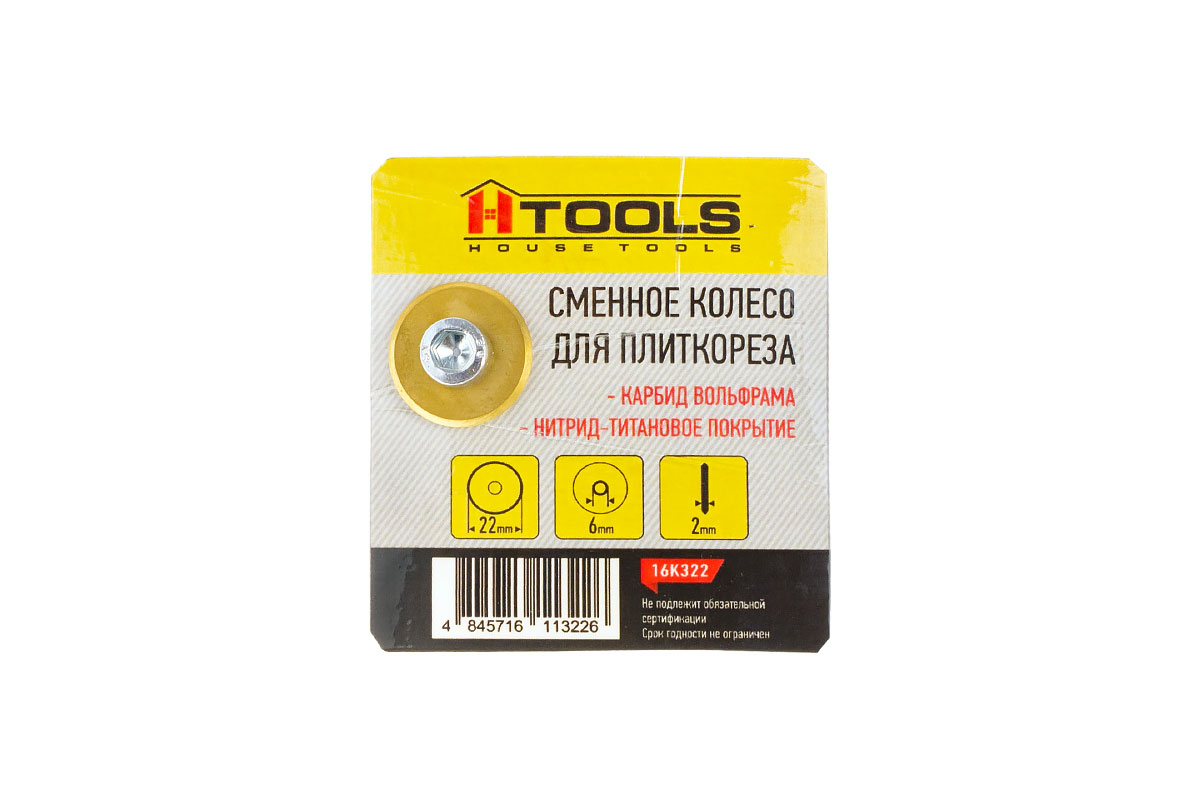 HTOOLS
HOUSE TOOLS
СМЕННОЕ КОЛЕСО
ДЛЯ ПЛИТКОРЕЗА
- КАРБИД ВОЛЬФРАМА
- НИТРИД-ТИТАНОВОЕ ПОКРЫТИЕ
22mm 6mm 2mm
16K322
Не подлежит обязательной
сертификации
Срок годности не ограничен
4 845716 113226